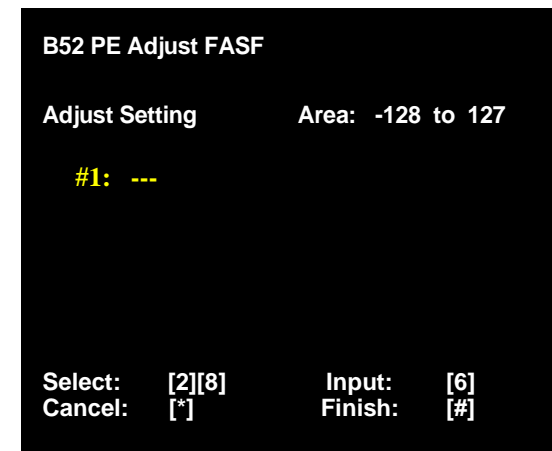 B52 PE Adjust FASF
Adjust Setting Area: -128 to 127
#1: ---
Select: [2][8] Input: [6]
Cancel: [*] Finish: [#]